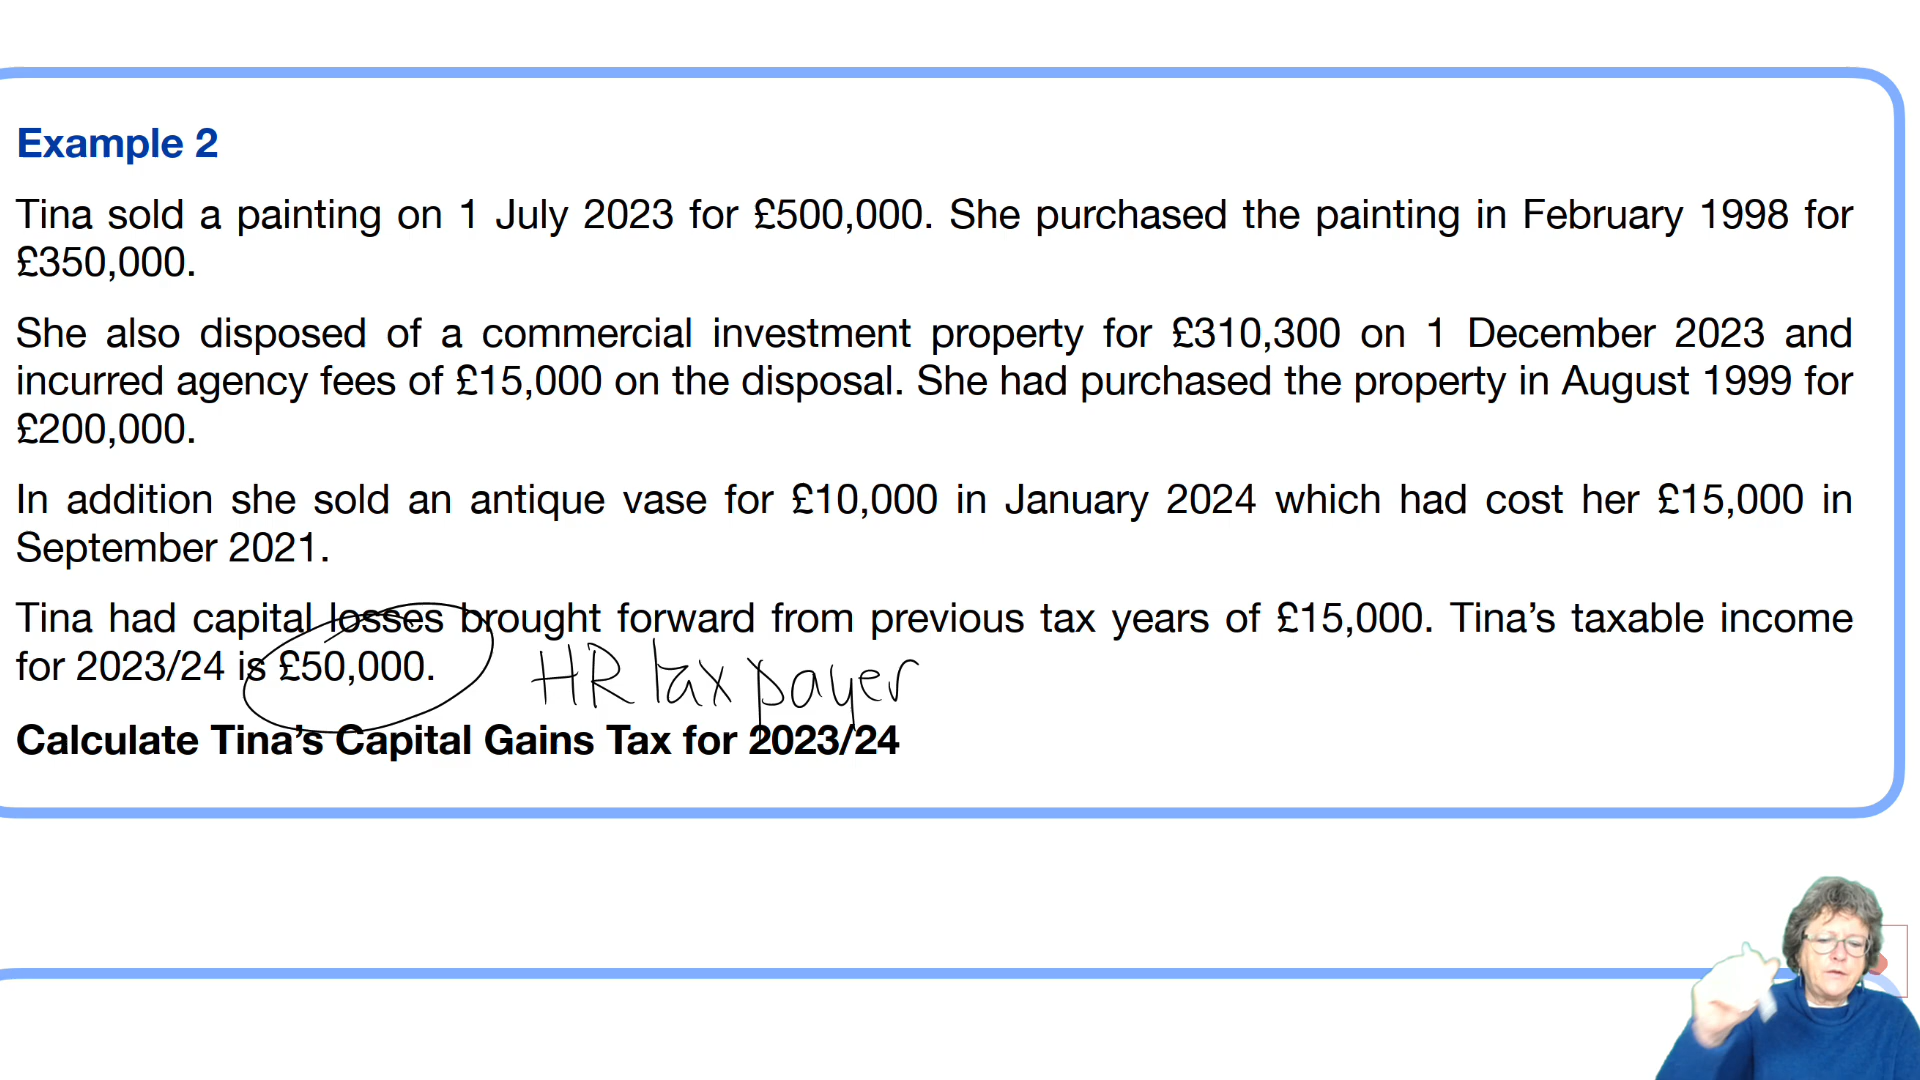 Example 2
Tina sold a painting on 1 July 2023 for £500,000. She purchased the painting in February 1998 for
£350,000.
She also disposed of a commercial investment property for £310,300 on 1 December 2023 and
incurred agency fees of £15,000 on the disposal. She had purchased the property in August 1999 for
£200,000.
In addition she sold an antique vase for £10,000 in January 2024 which had cost her £15,000 in
September 2021.
Tina had capital losses brought forward from previous tax years of £15,000. Tina’s taxable income
for 2023/24 is £50,000. HR tax payer
Calculate Tina’s Capital Gains Tax for 2023/24